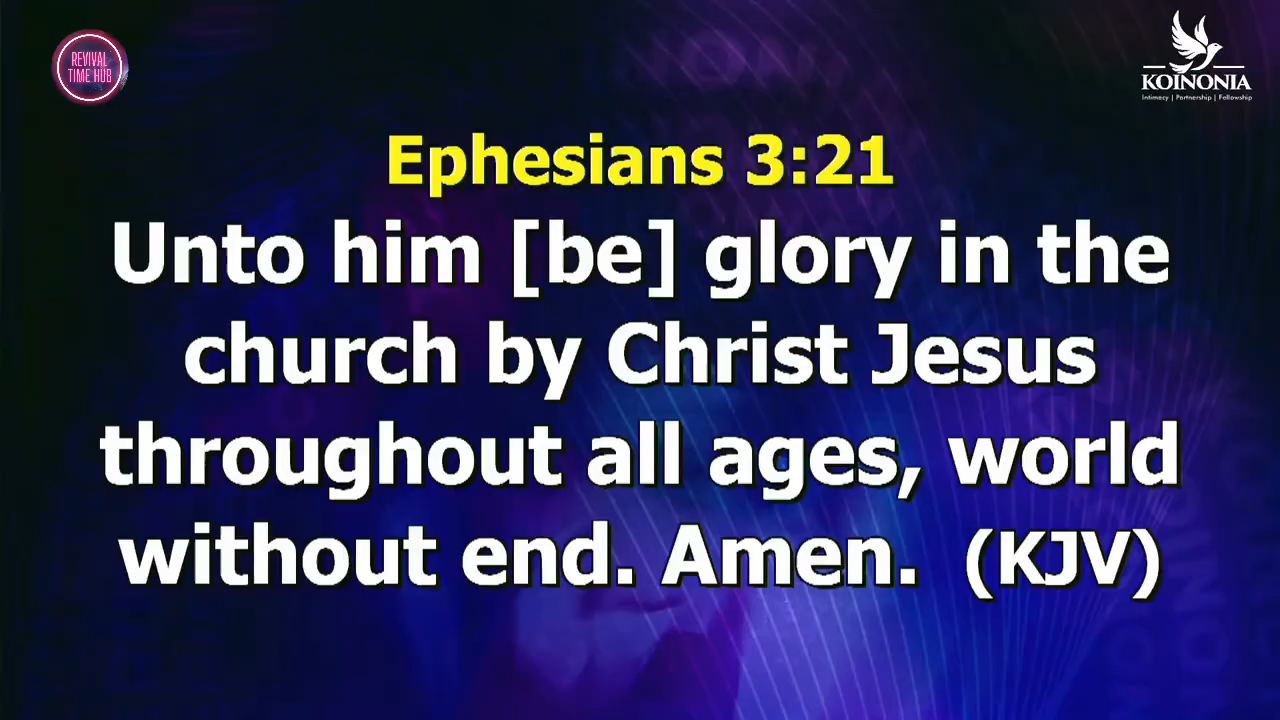 REVIVAL
TIME HUB
KOINONIA
Intimacy | Partnership | Fellowship
Ephesians 3:21
Unto him [be] glory in the
church by Christ Jesus
throughout all ages, world
without end. Amen. (KJV)